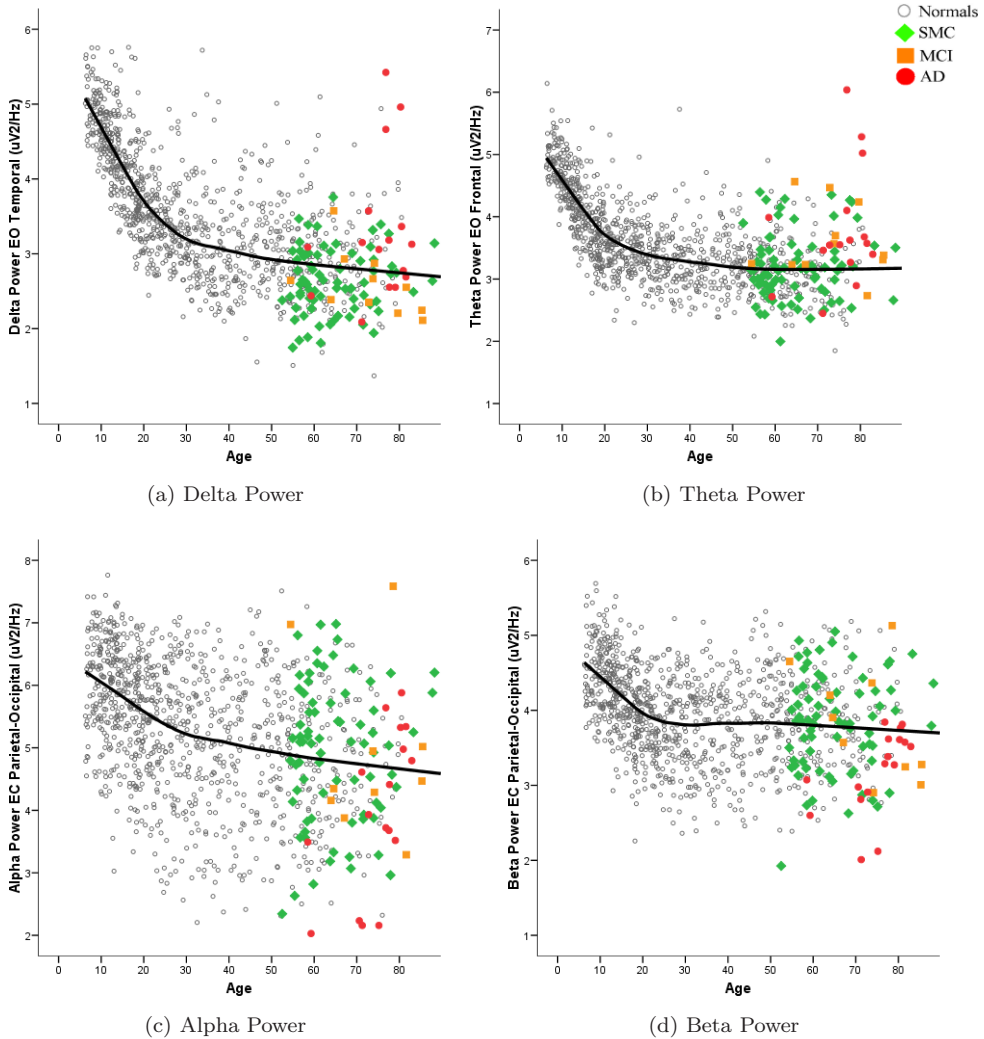 Normals
SMC
MCI
AD
Delta Power EO Temporal (uV2/Hz)
6
5
4
3
2
1
0 10 20 30 40 50 60 70 80
Age
(a) Delta Power
Theta Power EO Frontal (uV2/Hz)
7
6
5
4
3
2
1
0 10 20 30 40 50 60 70 80
Age
(b) Theta Power
Alpha Power EC Parietal-Occipital (uV2/Hz)
8
7
6
5
4
3
2
0 10 20 30 40 50 60 70 80
Age
(c) Alpha Power
Beta Power EC Parietal-Occipital (uV2/Hz)
6
5
4
3
2
1
0 10 20 30 40 50 60 70 80
Age
(d) Beta Power